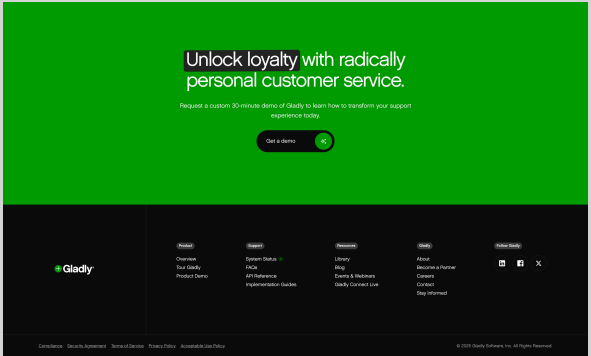 Unlock loyalty with radically
personal customer service.
Request a custom 30-minute demo of Gladly to learn how to transform your support
experience today.
Get a demo
Gladly
Product
Overview
Tour Gladly
Product Demo
Support
System Status
FAQs
API Reference
Implementation Guides
Resources
Library
Blog
Events & Webinars
Gladly Connect Live
Gladly
About
Become a Partner
Careers
Contact
Stay Informed
Follow Gladly
Compliance Security Agreement Terms of Service Privacy Policy Acceptable Use Policy
© 2025 Gladly Software, Inc. All Rights Reserved